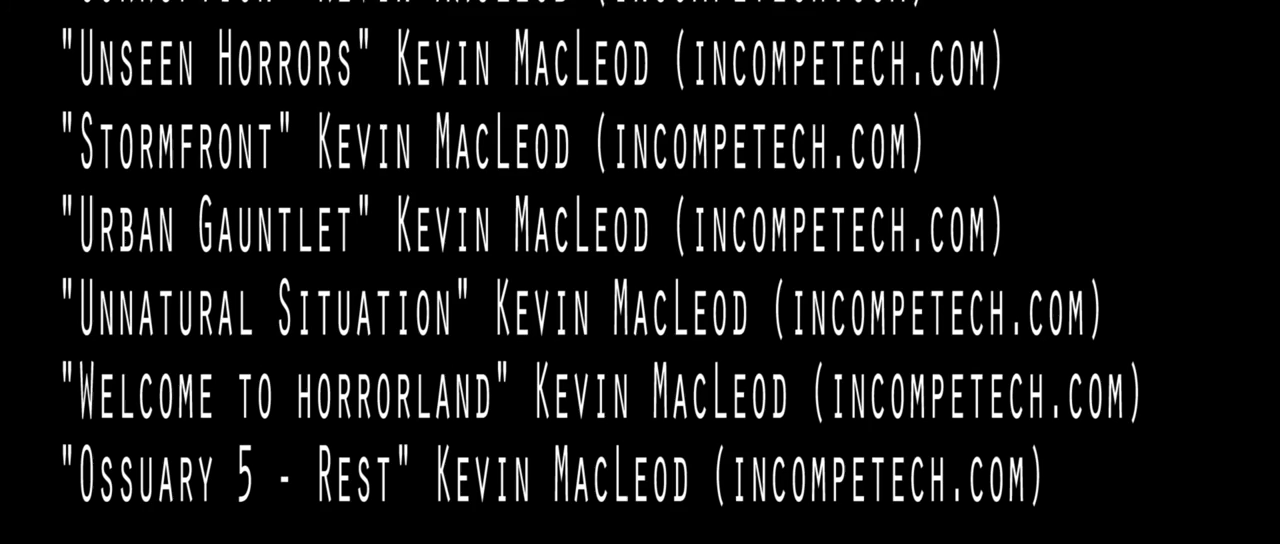 "Unseen Horrors" Kevin MacLeod (incompetech.com)
"Stormfront" Kevin MacLeod (incompetech.com)
"Urban Gauntlet" Kevin MacLeod (incompetech.com)
"Unnatural Situation" Kevin MacLeod (incompetech.com)
"Welcome to horrorland" Kevin MacLeod (incompetech.com)
"Ossuary 5 - Rest" Kevin MacLeod (incompetech.com)